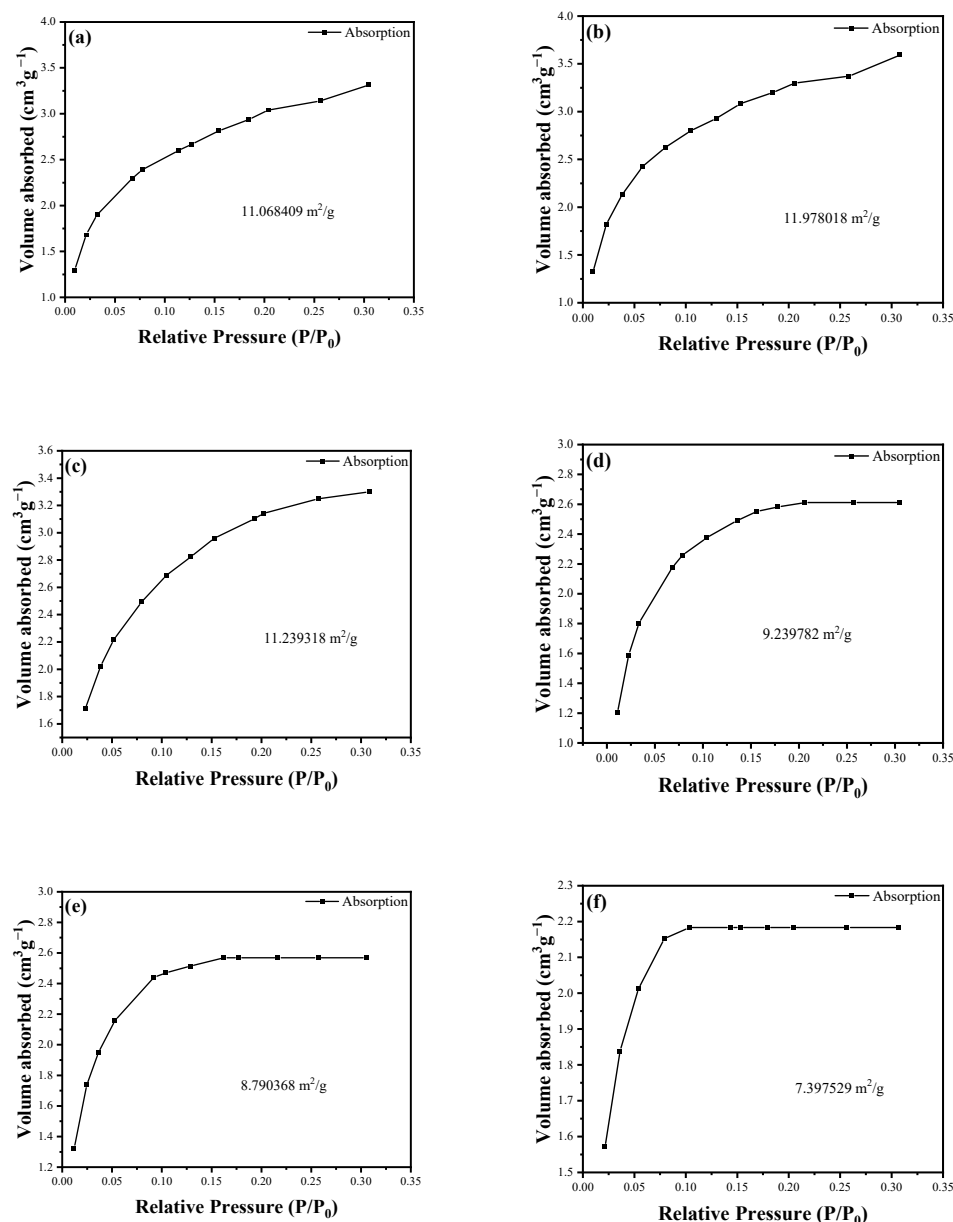 (a)
Absorption
4.0
3.5
3.0
2.5
2.0
1.5
1.0
Volume absorbed (cm³g⁻¹)
11.068409 m²/g
0.00 0.05 0.10 0.15 0.20 0.25 0.30 0.35
Relative Pressure (P/P₀)
(b)
Absorption
4.0
3.5
3.0
2.5
2.0
1.5
1.0
Volume absorbed (cm³g⁻¹)
11.978018 m²/g
0.00 0.05 0.10 0.15 0.20 0.25 0.30 0.35
Relative Pressure (P/P₀)
(c)
Absorption
3.6
3.4
3.2
3.0
2.8
2.6
2.4
2.2
2.0
1.8
1.6
Volume absorbed (cm³g⁻¹)
11.239318 m²/g
0.00 0.05 0.10 0.15 0.20 0.25 0.30 0.35
Relative Pressure (P/P₀)
(d)
Absorption
3.0
2.8
2.6
2.4
2.2
2.0
1.8
1.6
1.4
1.2
1.0
Volume absorbed (cm³g⁻¹)
9.239782 m²/g
0.00 0.05 0.10 0.15 0.20 0.25 0.30 0.35
Relative Pressure (P/P₀)
(e)
Absorption
3.0
2.8
2.6
2.4
2.2
2.0
1.8
1.6
1.4
1.2
Volume absorbed (cm³g⁻¹)
8.790368 m²/g
0.00 0.05 0.10 0.15 0.20 0.25 0.30 0.35
Relative Pressure (P/P₀)
(f)
Absorption
2.3
2.2
2.1
2.0
1.9
1.8
1.7
1.6
1.5
Volume absorbed (cm³g⁻¹)
7.397529 m²/g
0.00 0.05 0.10 0.15 0.20 0.25 0.30 0.35
Relative Pressure (P/P₀)